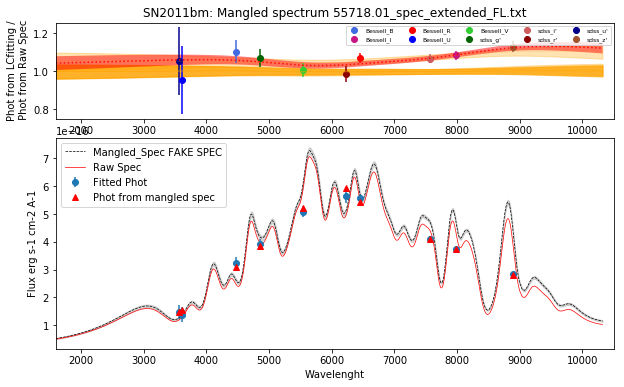 SN2011bm: Mangled spectrum 55718.01_spec_extended_FL.txt
Phot from LCfitting /
Phot from Raw Spec
1.2
1.0
0.8
Bessell_B
Bessell_I
Bessell_R
Bessell_U
Bessell_V
sdss_g'
sdss_i'
sdss_r'
sdss_u'
sdss_z'
2000 3000 4000 5000 6000 7000 8000 9000 10000
Flux erg s-1 cm-2 A-1
7
6
5
4
3
2
1
Mangled_Spec FAKE SPEC
Raw Spec
Fitted Phot
Phot from mangled spec
2000 3000 4000 5000 6000 7000 8000 9000 10000
Wavelenght